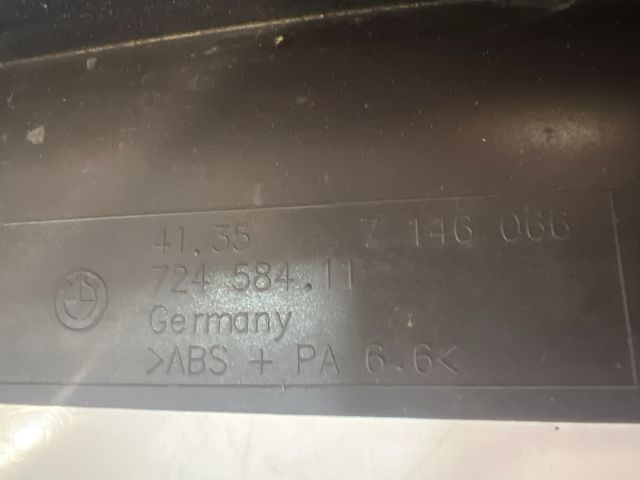 41.35 7 146 066
724 584.11
Germany
>ABS + PA 6.6<